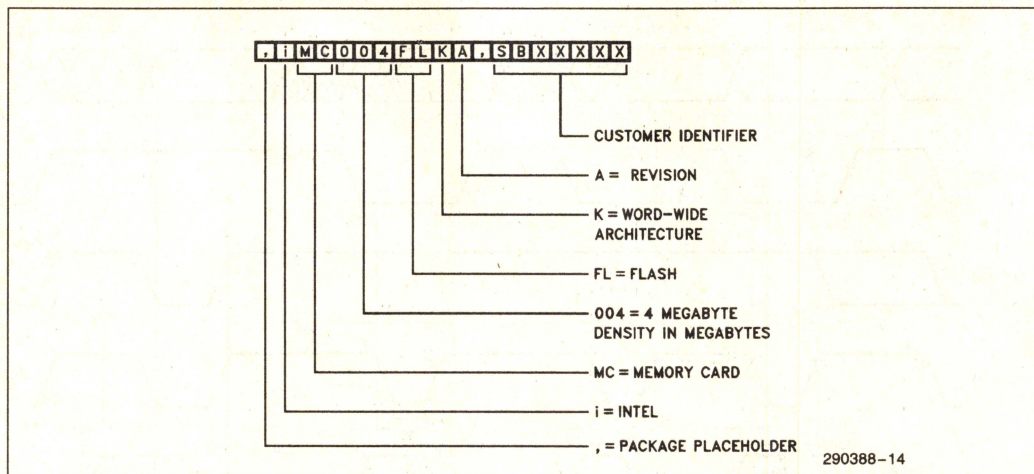 ,iMC004FLKA,SBXXXXX
CUSTOMER IDENTIFIER
A = REVISION
K = WORD-WIDE
ARCHITECTURE
FL = FLASH
004 = 4 MEGABYTE
DENSITY IN MEGABYTES
MC = MEMORY CARD
i = INTEL
, = PACKAGE PLACEHOLDER
290388-14